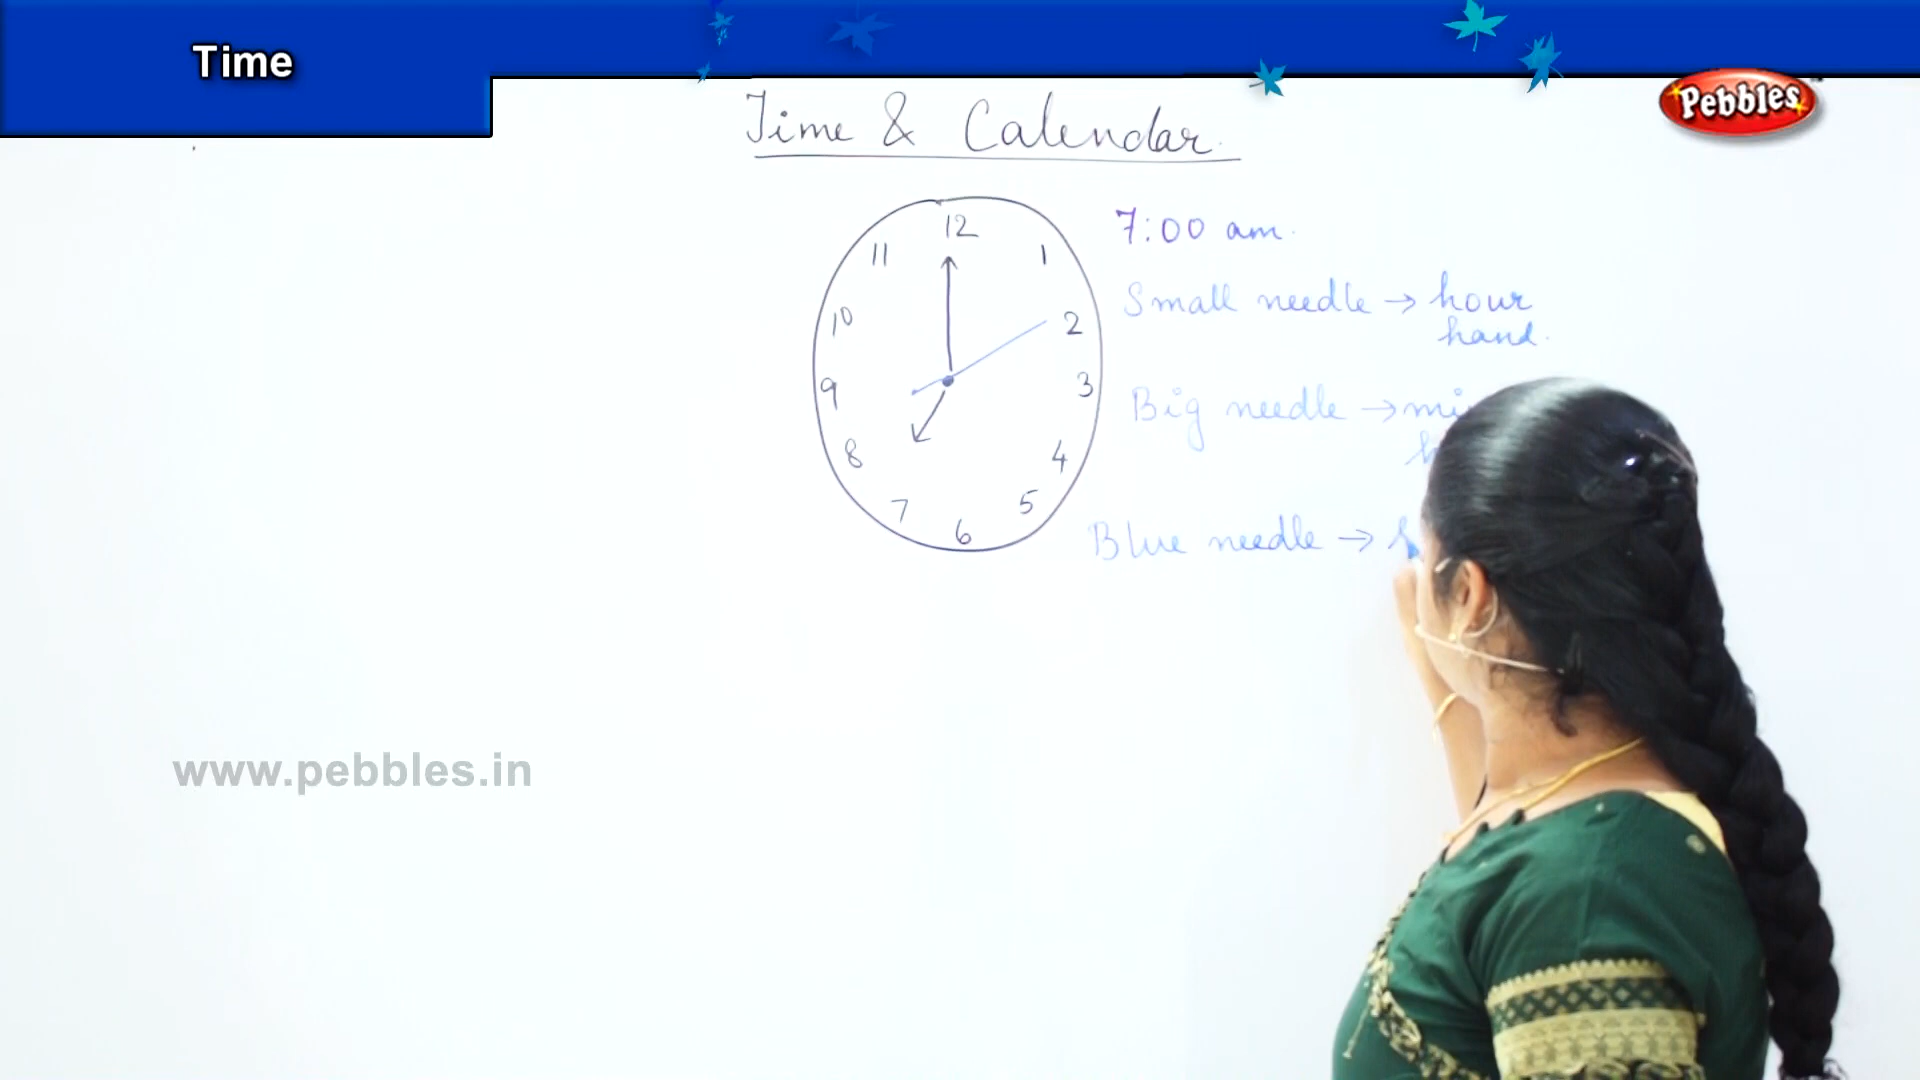 Time
Pebbles
Time & Calendar.
12
11
1
10
2
9
3
8
4
7
5
6
7:00 am.
Small needle → hour
hand.
Big needle →
Blue needle →
www.pebbles.in